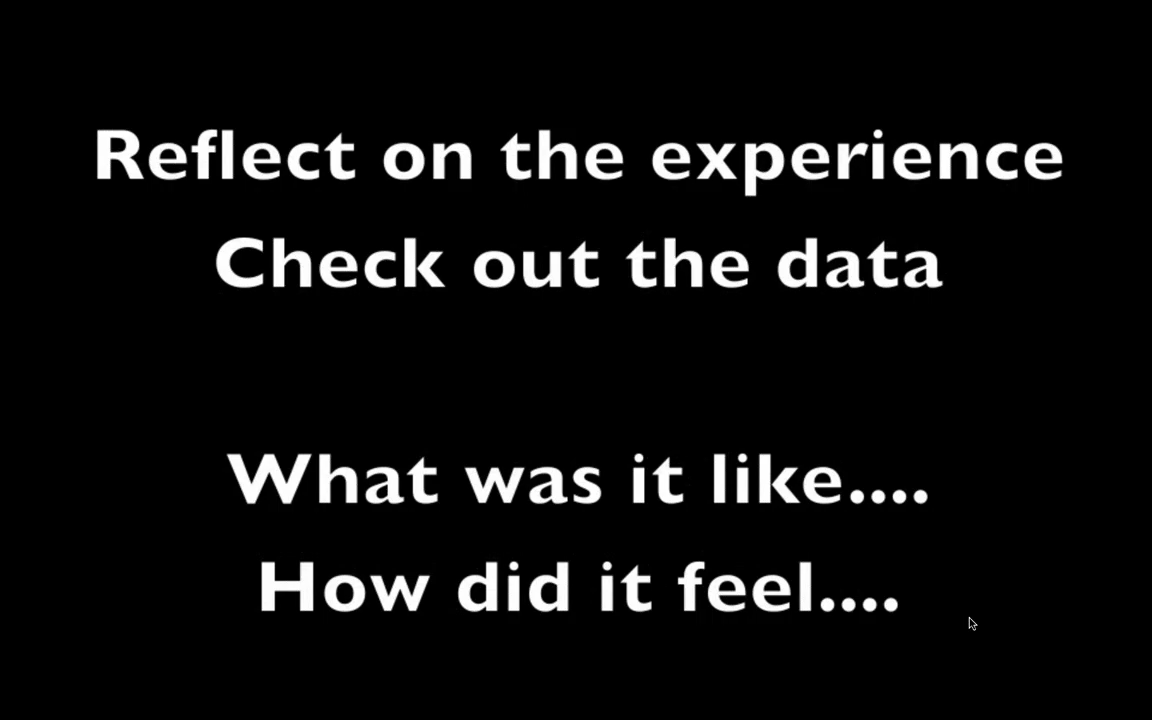 Reflect on the experience
Check out the data
What was it like....
How did it feel....